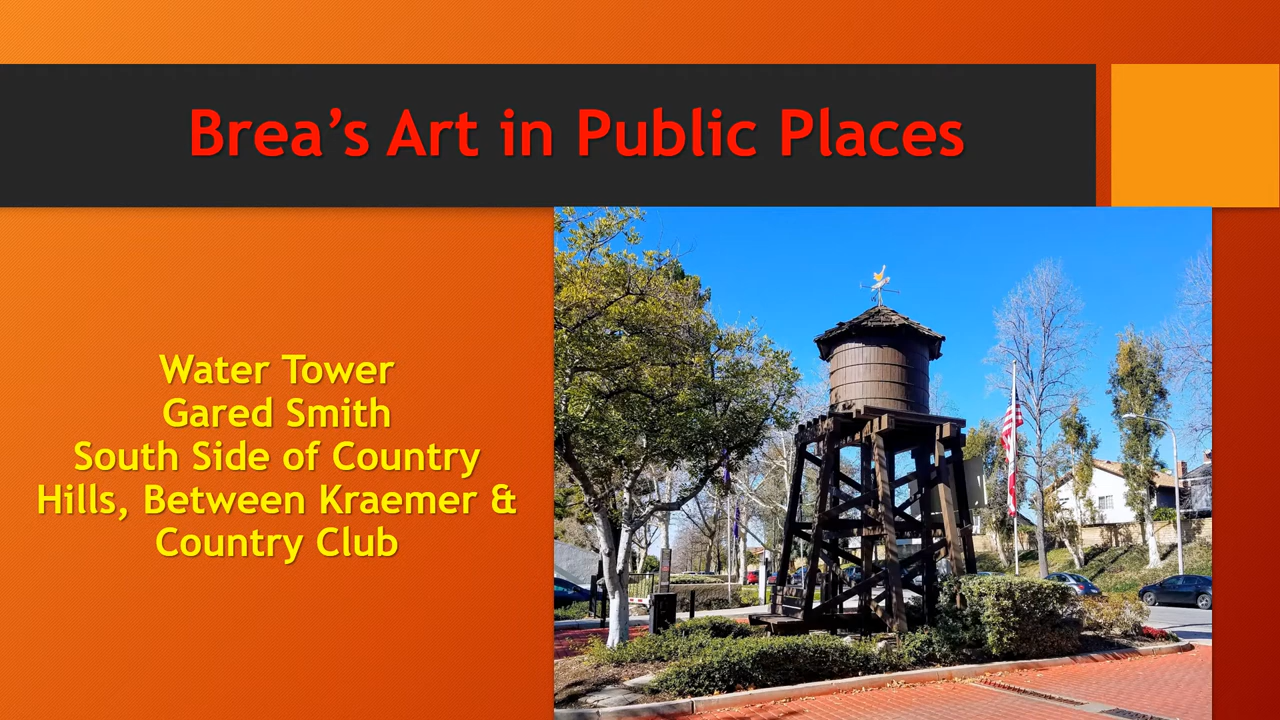 Brea’s Art in Public Places
Water Tower
Gared Smith
South Side of Country
Hills, Between Kraemer &
Country Club